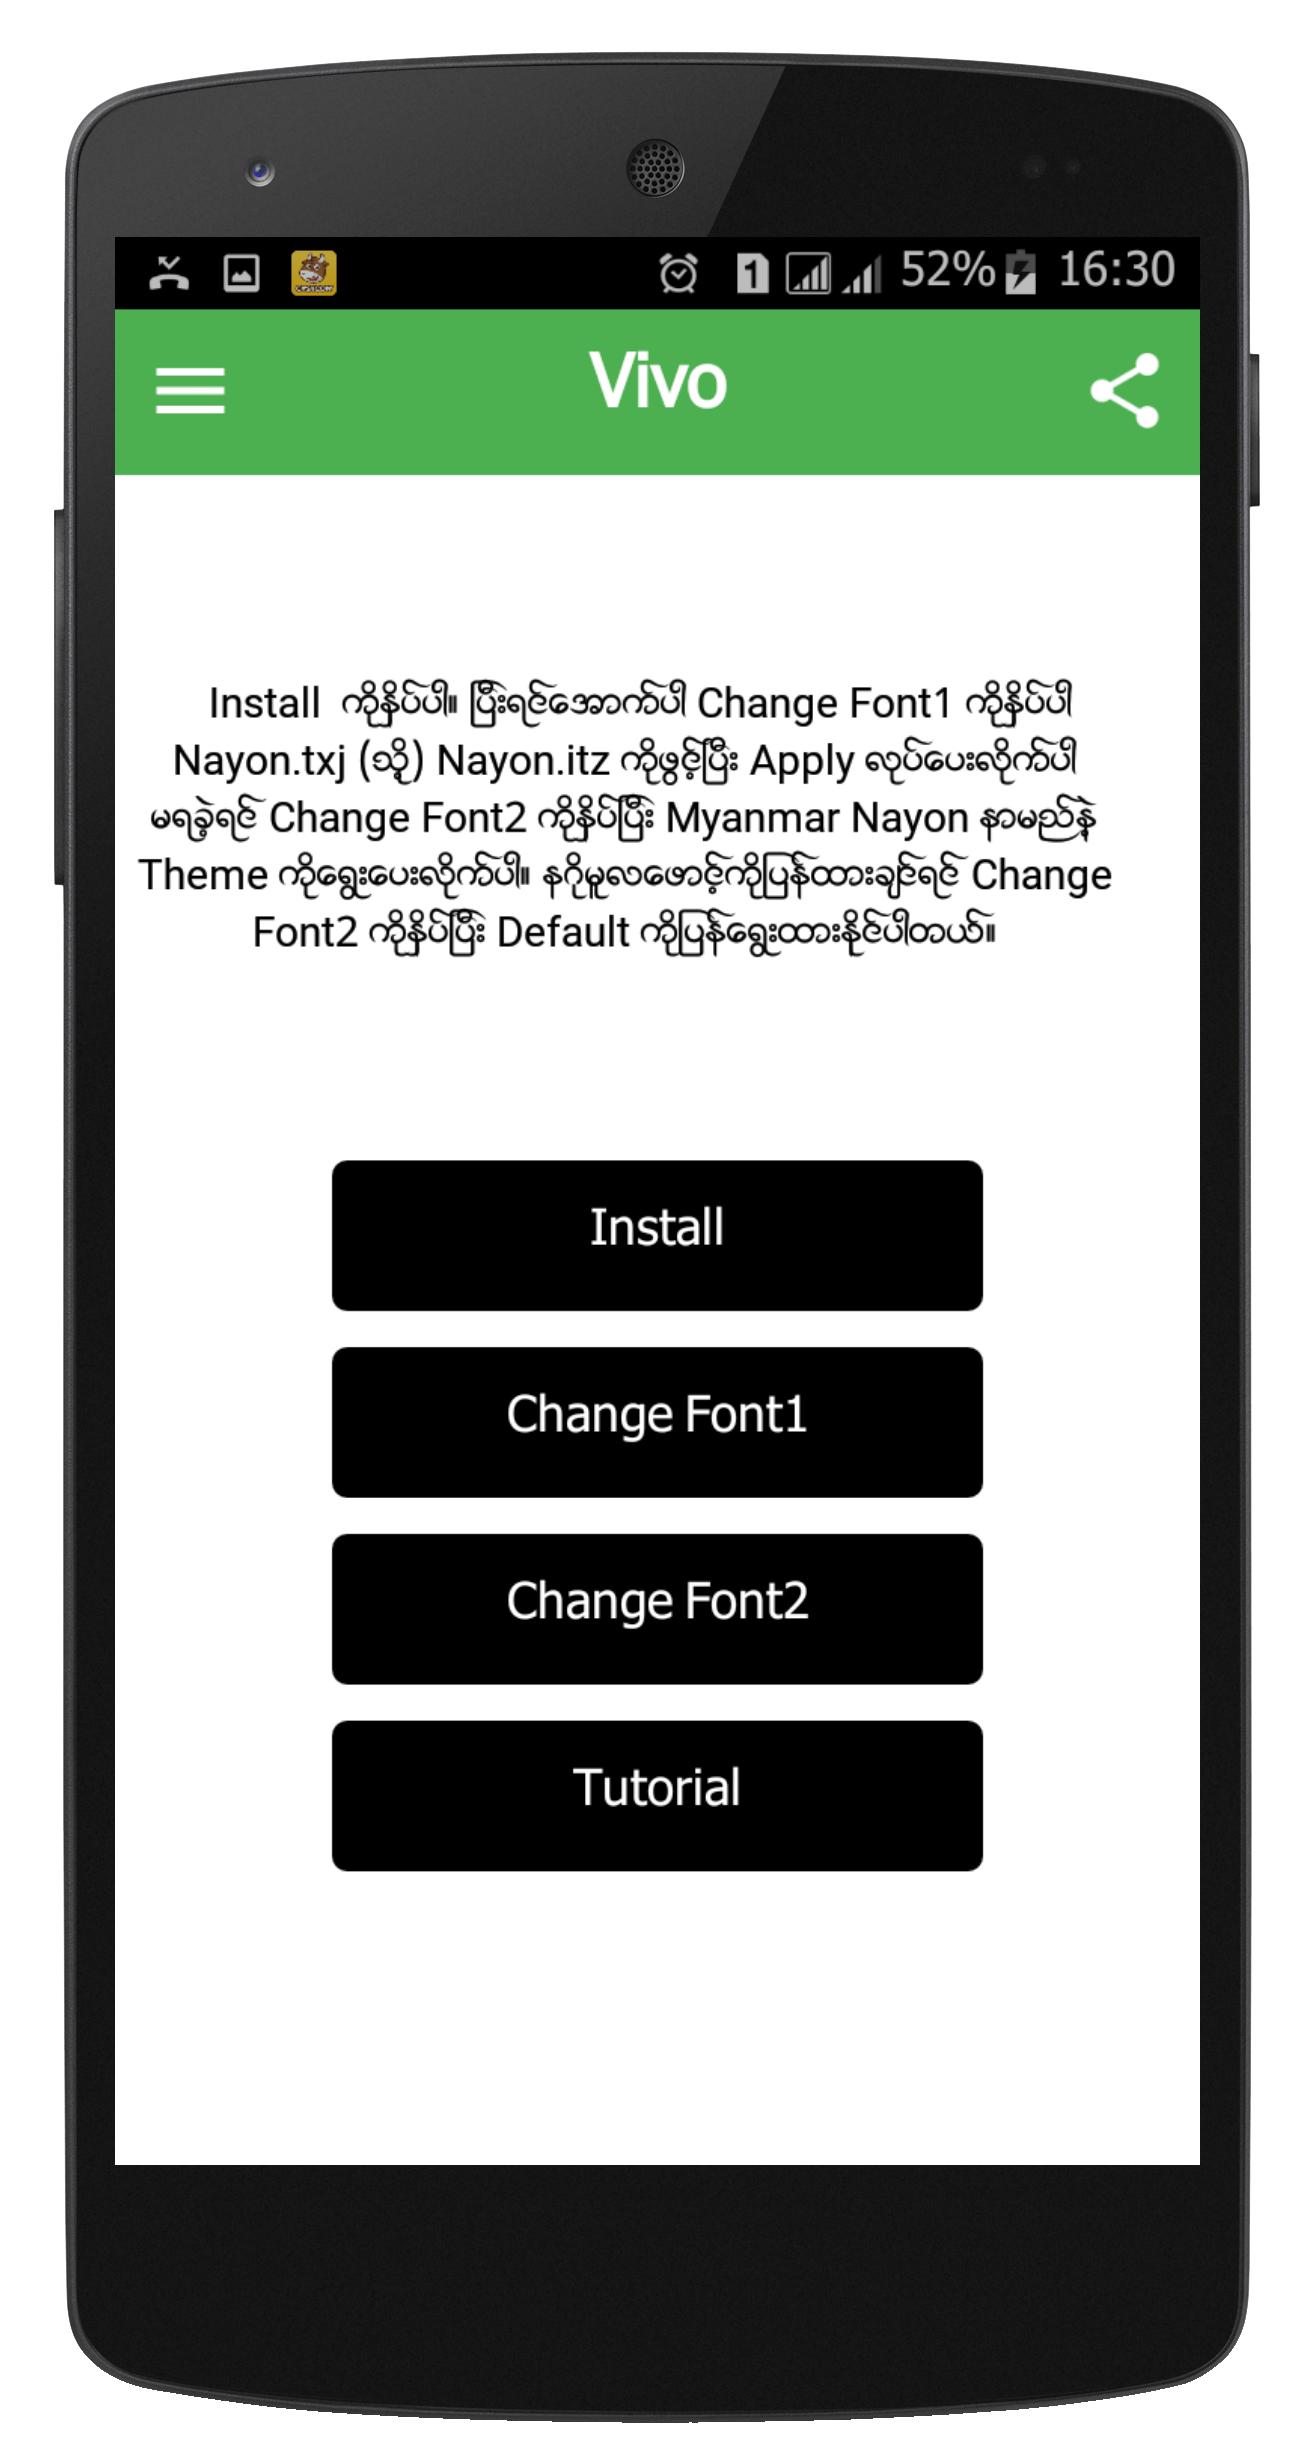 52% 16:30
Vivo
Install ကိုနှိပ်ပါ။ ပြီးရင်အောက်ပါ Change Font1 ကိုနှိပ်ပါ
Nayon.txj (သို့) Nayon.itz ကိုဖွင့်ပြီး Apply လုပ်ပေးလိုက်ပါ
မရခဲ့ရင် Change Font2 ကိုနှိပ်ပြီး Myanmar Nayon နာမည်နဲ့
Theme ကိုရွေးပေးလိုက်ပါ။ နဂိုမူလဖောင့်ကိုပြန်ထားချင်ရင် Change
Font2 ကိုနှိပ်ပြီး Default ကိုပြန်ရွေးထားနိုင်ပါတယ်။
Install
Change Font1
Change Font2
Tutorial